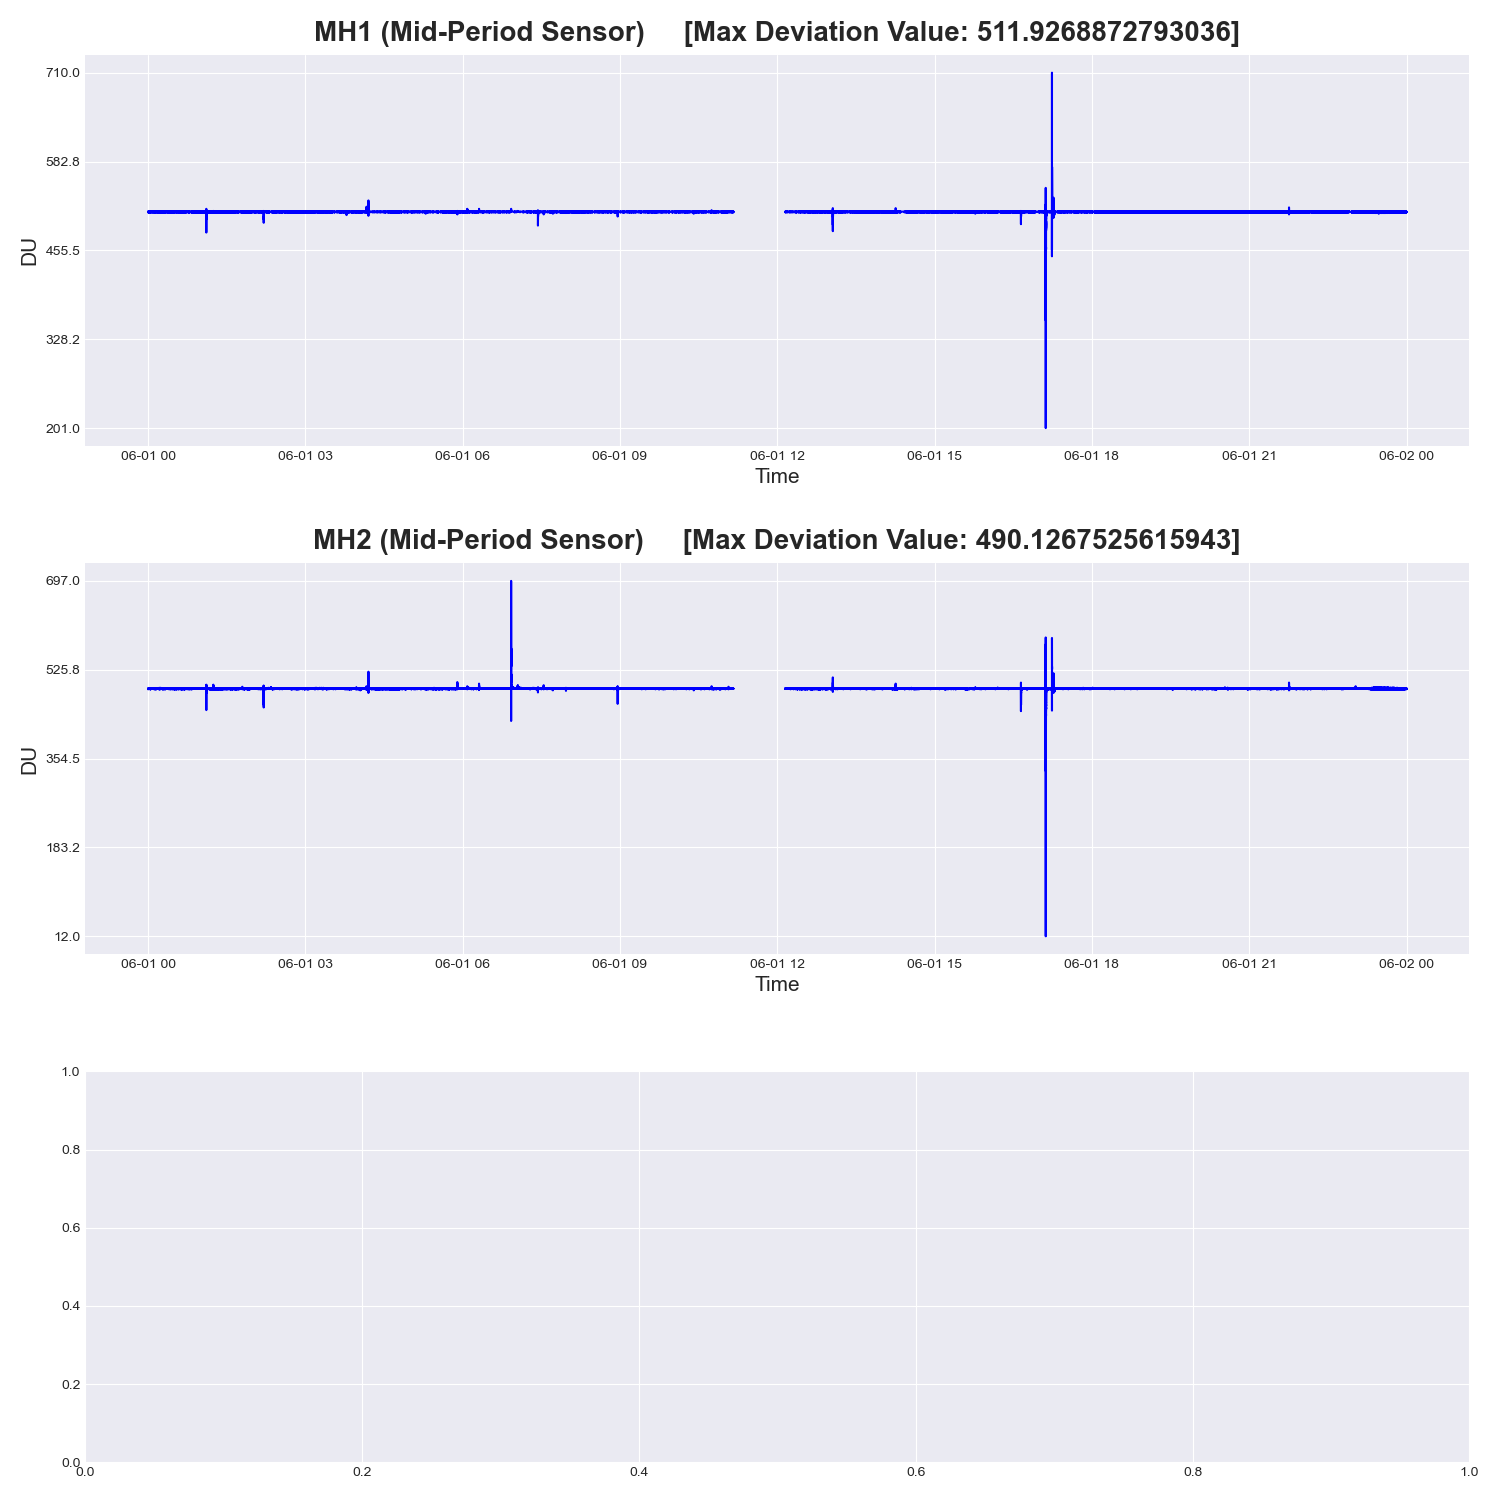 MH1 (Mid-Period Sensor) [Max Deviation Value: 511.9268872793036]
710.0
582.8
455.5
328.2
201.0
DU
06-01 00 06-01 03 06-01 06 06-01 09 06-01 12 06-01 15 06-01 18 06-01 21 06-02 00
Time
MH2 (Mid-Period Sensor) [Max Deviation Value: 490.1267525615943]
697.0
525.8
354.5
183.2
12.0
DU
06-01 00 06-01 03 06-01 06 06-01 09 06-01 12 06-01 15 06-01 18 06-01 21 06-02 00
Time
1.0
0.8
0.6
0.4
0.2
0.0
0.0 0.2 0.4 0.6 0.8 1.0